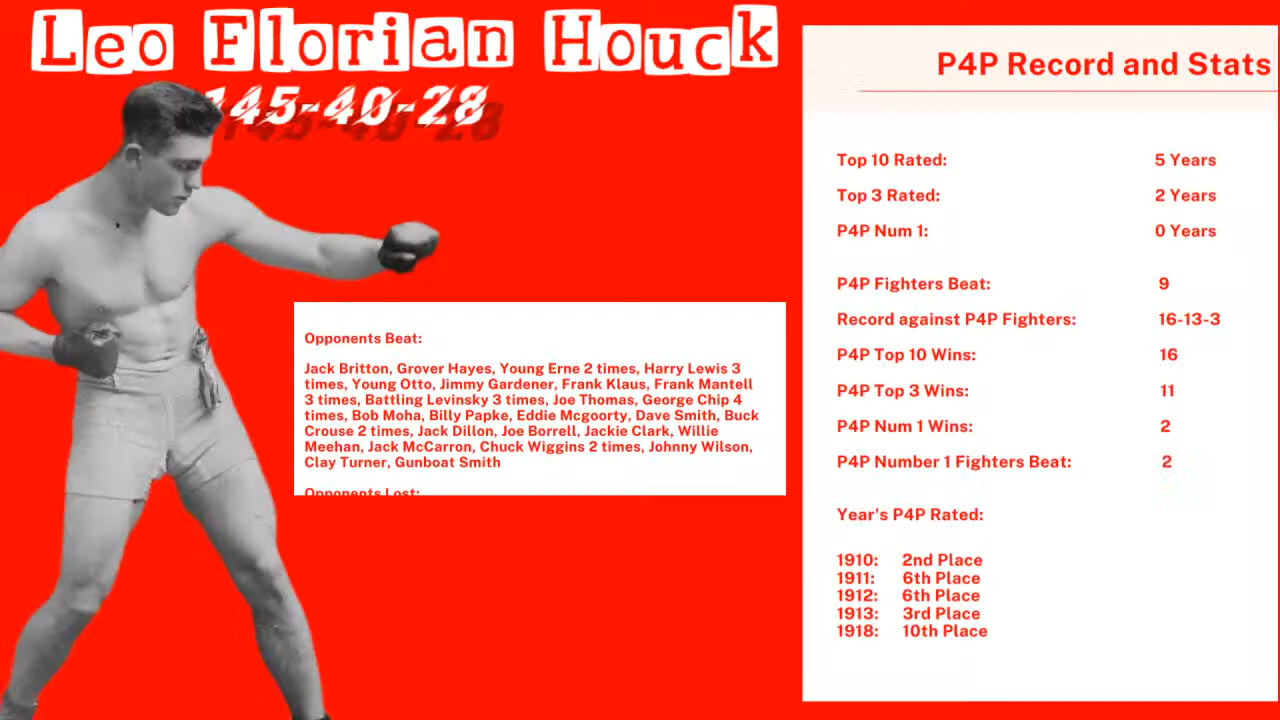 Leo Florian Houck
145-40-28
P4P Record and Stats
Top 10 Rated: 5 Years
Top 3 Rated: 2 Years
P4P Num 1: 0 Years
P4P Fighters Beat: 9
Record against P4P Fighters: 16-13-3
P4P Top 10 Wins: 16
P4P Top 3 Wins: 11
P4P Num 1 Wins: 2
P4P Number 1 Fighters Beat: 2
Year's P4P Rated:
1910: 2nd Place
1911: 6th Place
1912: 6th Place
1913: 3rd Place
1918: 10th Place
Opponents Beat:
Jack Britton, Grover Hayes, Young Erne 2 times, Harry Lewis 3
times, Young Otto, Jimmy Gardener, Frank Klaus, Frank Mantell
3 times, Battling Levinsky 3 times, Joe Thomas, George Chip 4
times, Bob Moha, Billy Papke, Eddie Mcgoorty, Dave Smith, Buck
Crouse 2 times, Jack Dillon, Joe Borrell, Jackie Clark, Willie
Meehan, Jack McCarron, Chuck Wiggins 2 times, Johnny Wilson,
Clay Turner, Gunboat Smith
Opponents Lost: